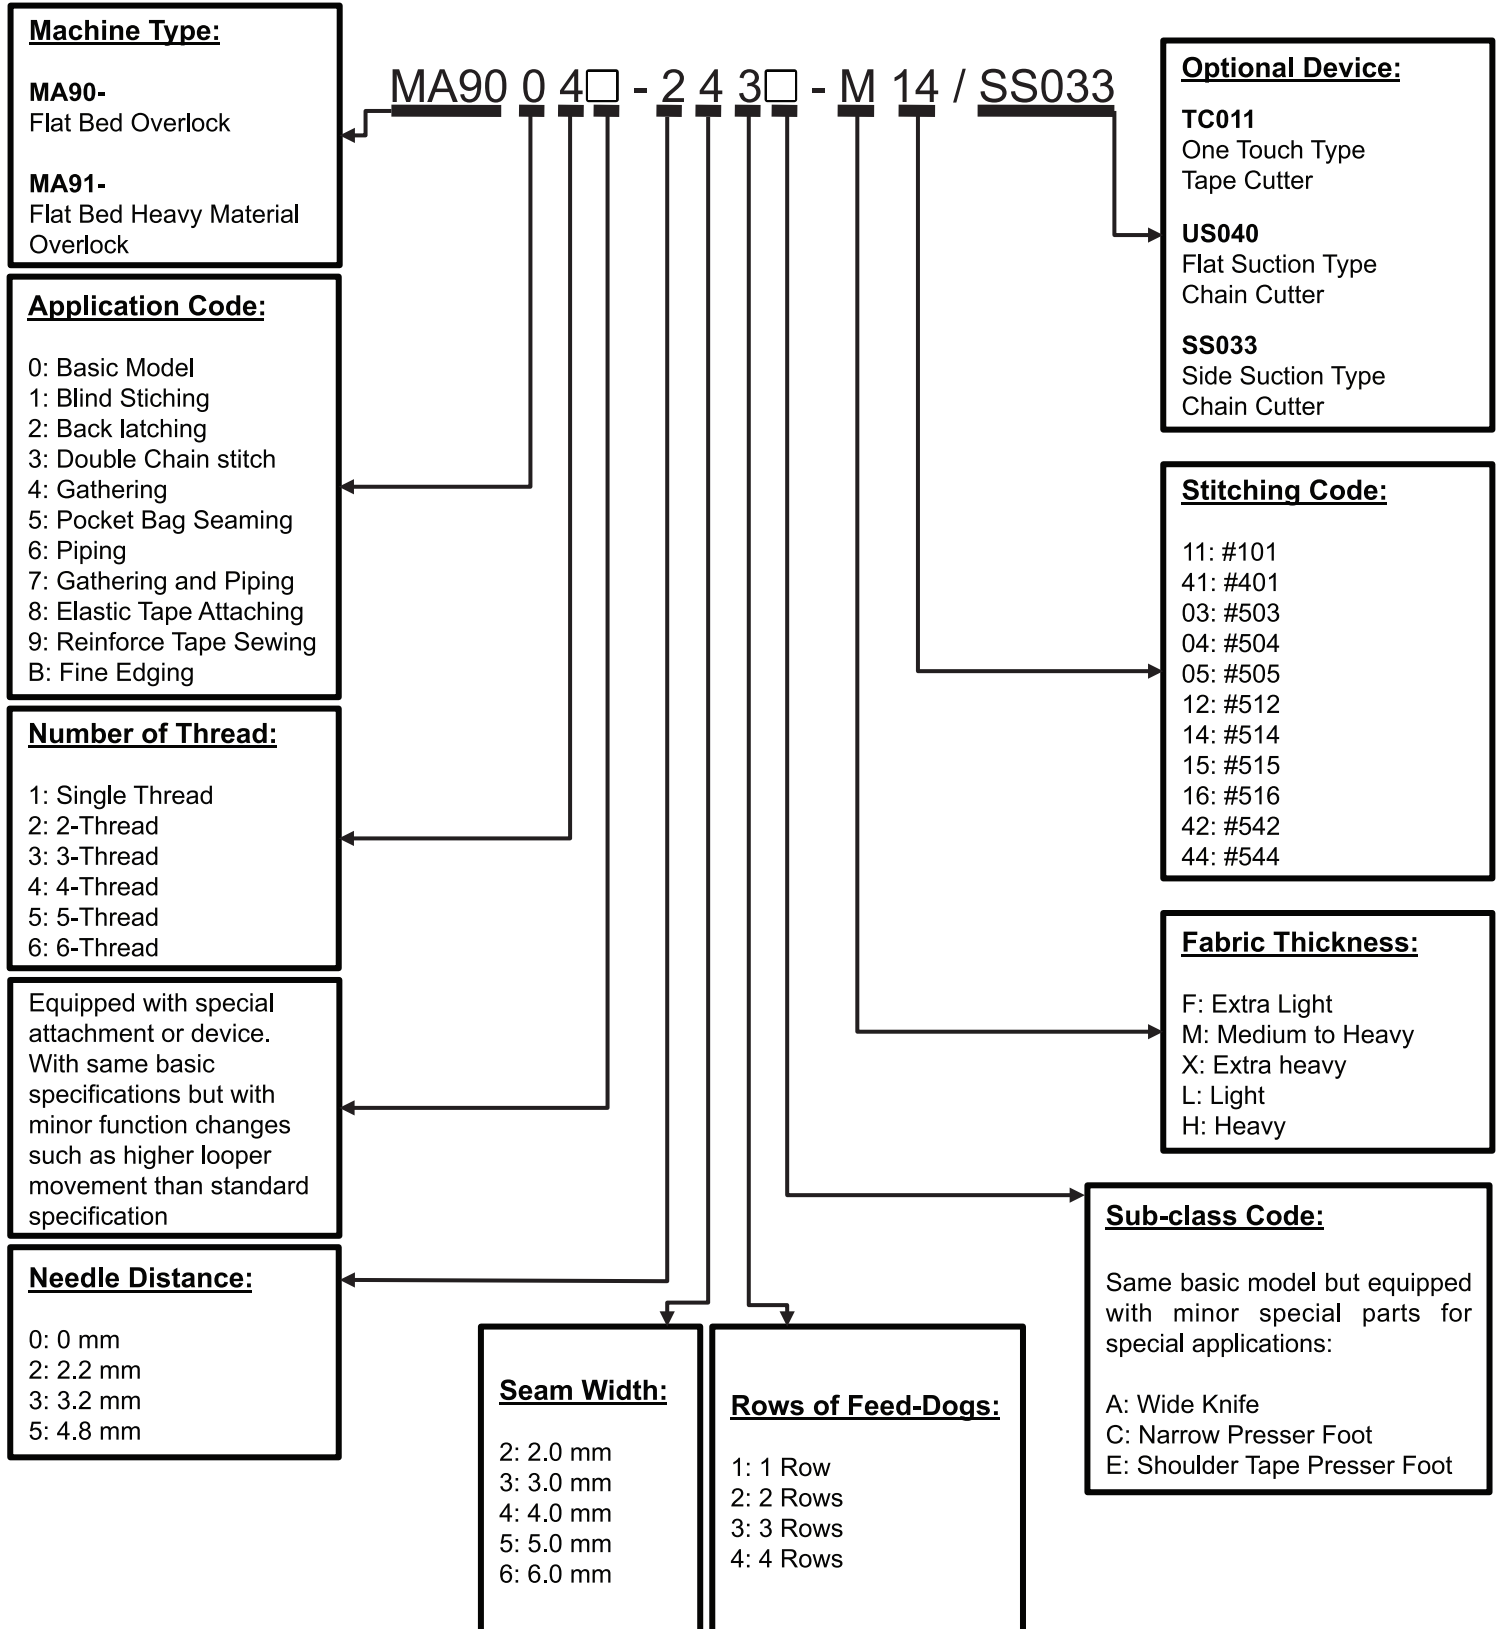 MA90 0 4□ - 2 4 3□ - M 14 / SS033
Machine Type:
MA90-
Flat Bed Overlock
MA91-
Flat Bed Heavy Material
Overlock
Application Code:
0: Basic Model
1: Blind Stiching
2: Back latching
3: Double Chain stitch
4: Gathering
5: Pocket Bag Seaming
6: Piping
7: Gathering and Piping
8: Elastic Tape Attaching
9: Reinforce Tape Sewing
B: Fine Edging
Number of Thread:
1: Single Thread
2: 2-Thread
3: 3-Thread
4: 4-Thread
5: 5-Thread
6: 6-Thread
Equipped with special
attachment or device.
With same basic
specifications but with
minor function changes
such as higher looper
movement than standard
specification
Needle Distance:
0: 0 mm
2: 2.2 mm
3: 3.2 mm
5: 4.8 mm
Seam Width:
2: 2.0 mm
3: 3.0 mm
4: 4.0 mm
5: 5.0 mm
6: 6.0 mm
Rows of Feed-Dogs:
1: 1 Row
2: 2 Rows
3: 3 Rows
4: 4 Rows
Optional Device:
TC011
One Touch Type
Tape Cutter
US040
Flat Suction Type
Chain Cutter
SS033
Side Suction Type
Chain Cutter
Stitching Code:
11: #101
41: #401
03: #503
04: #504
05: #505
12: #512
14: #514
15: #515
16: #516
42: #542
44: #544
Fabric Thickness:
F: Extra Light
M: Medium to Heavy
X: Extra heavy
L: Light
H: Heavy
Sub-class Code:
Same basic model but equipped
with minor special parts for
special applications:
A: Wide Knife
C: Narrow Presser Foot
E: Shoulder Tape Presser Foot